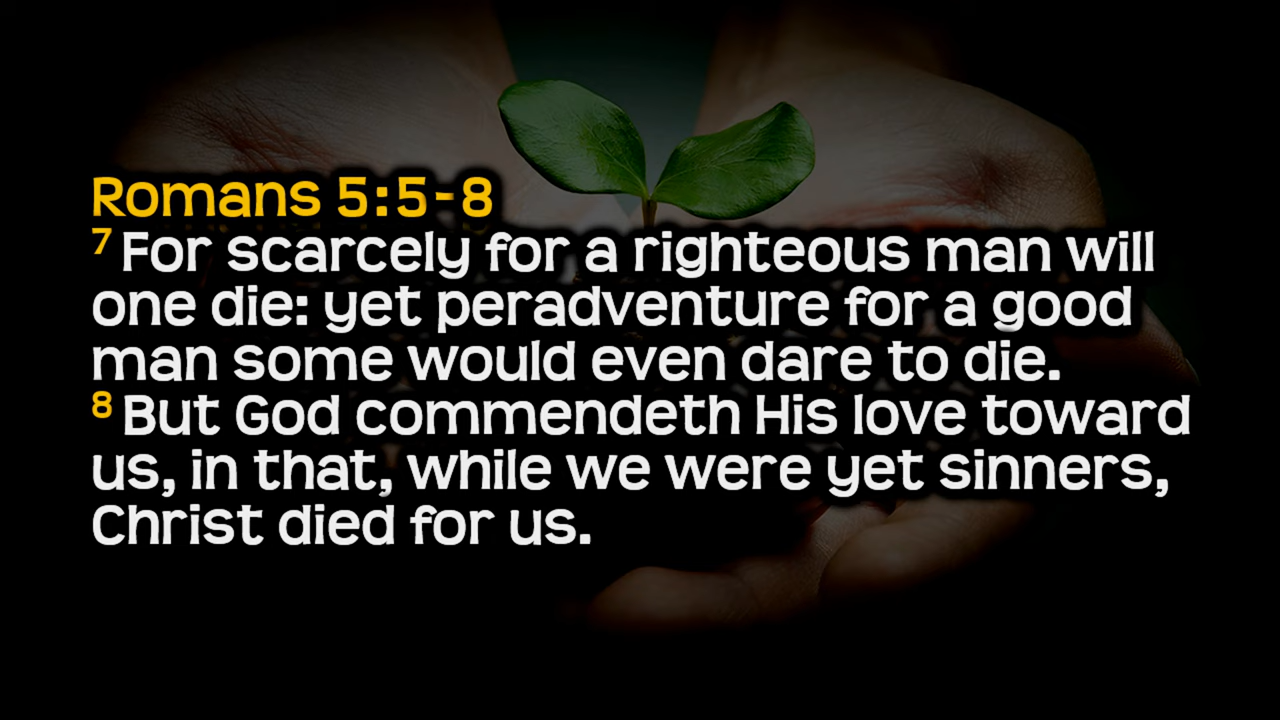 Romans 5:5-8
7 For scarcely for a righteous man will
one die: yet peradventure for a good
man some would even dare to die.
8 But God commendeth His love toward
us, in that, while we were yet sinners,
Christ died for us.